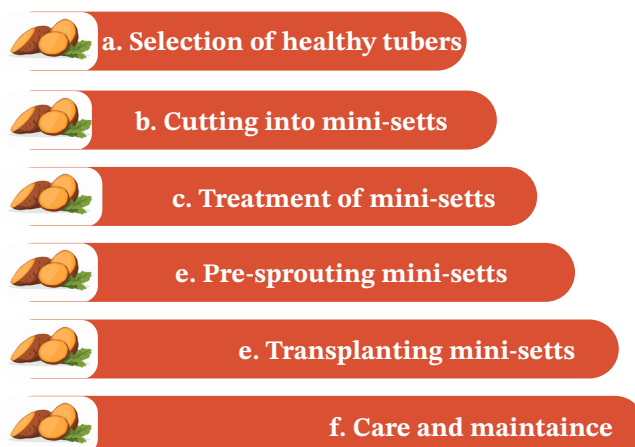 a. Selection of healthy tubers
b. Cutting into mini-setts
c. Treatment of mini-setts
e. Pre-sprouting mini-setts
e. Transplanting mini-setts
f. Care and maintaince